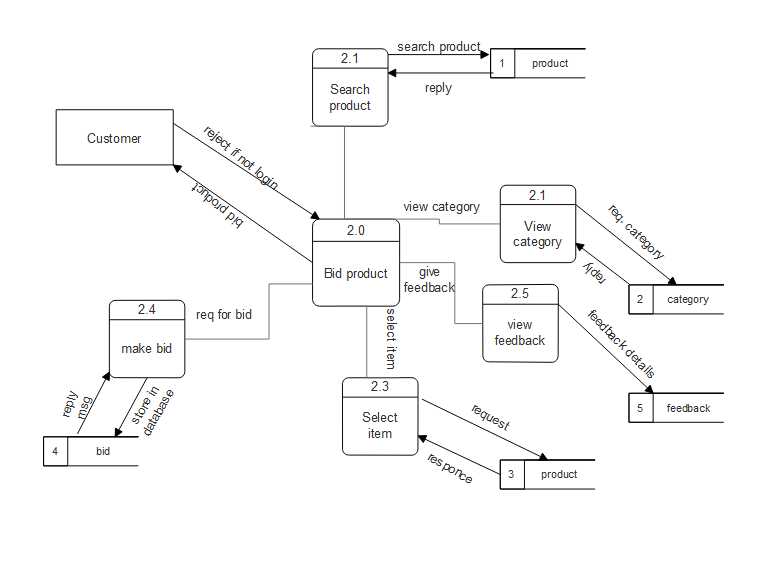 2.1
Search
product
search product
reply
1
product
Customer
reject if not login
bid product
2.0
Bid product
view category
2.1
View
category
req. category
reply
2
category
give
feedback
2.5
view
feedback
feedback details
5
feedback
req for bid
2.4
make bid
reply
msg
store in
database
4
bid
select item
2.3
Select
item
request
responce
3
product